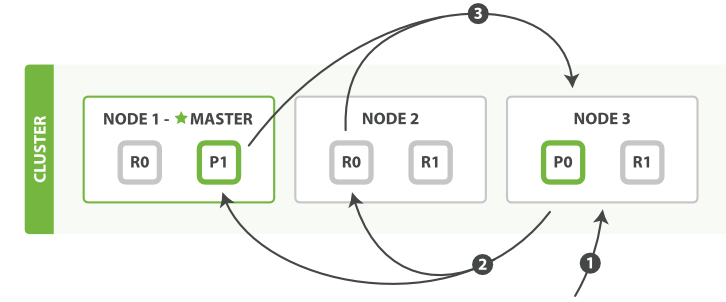 3
CLUSTER
NODE 1 - ★ MASTER
R0 P1
NODE 2
R0 R1
NODE 3
P0 R1
2
1